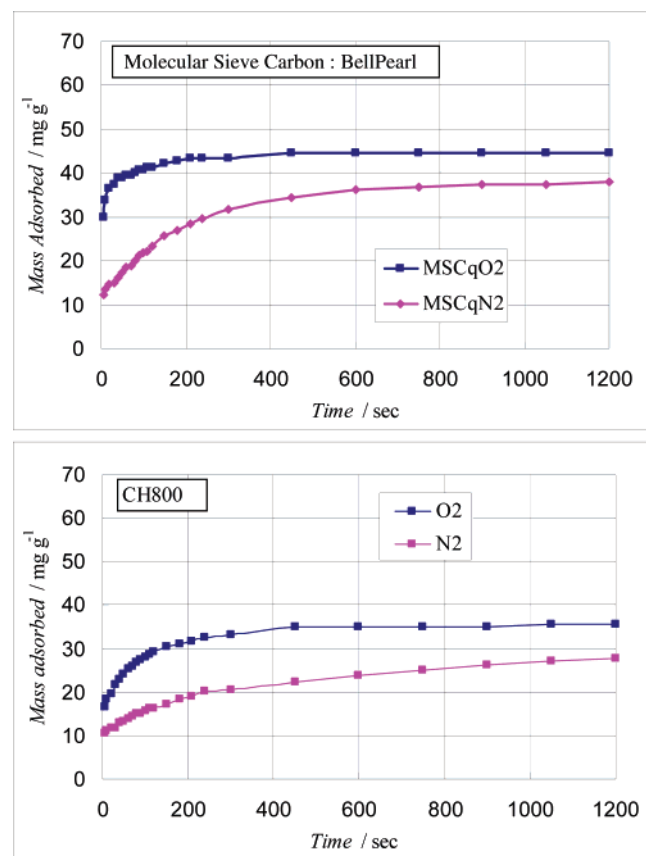 Molecular Sieve Carbon : BellPearl
Mass Adsorbed / mg g-1
70
60
50
40
30
20
10
0
MSCqO2
MSCqN2
0 200 400 600 800 1000 1200
Time / sec
CH800
Mass adsorbed / mg g-1
70
60
50
40
30
20
10
0
O2
N2
0 200 400 600 800 1000 1200
Time / sec